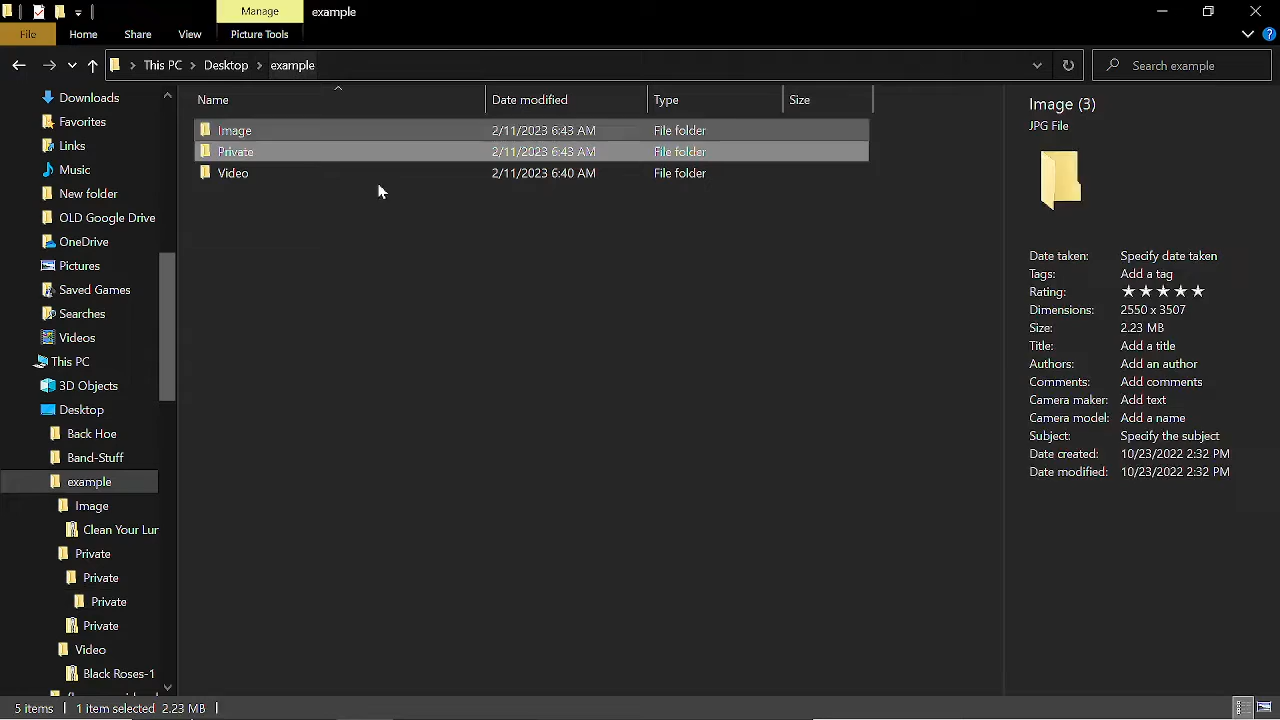 Manage example
File Home Share View Picture Tools
This PC Desktop example Search example
Name Date modified Type Size
Image 2/11/2023 6:43 AM File folder
Private 2/11/2023 6:43 AM File folder
Video 2/11/2023 6:40 AM File folder
Downloads
Favorites
Links
Music
New folder
OLD Google Drive
OneDrive
Pictures
Saved Games
Searches
Videos
This PC
3D Objects
Desktop
Back Hoe
Band-Stuff
example
Image
Clean Your Lur
Private
Private
Private
Private
Video
Black Roses-1
Image (3)
JPG File
Date taken: Specify date taken
Tags: Add a tag
Rating:
Dimensions: 2550 x 3507
Size: 2.23 MB
Title: Add a title
Authors: Add an author
Comments: Add comments
Camera maker: Add text
Camera model: Add a name
Subject: Specify the subject
Date created: 10/23/2022 2:32 PM
Date modified: 10/23/2022 2:32 PM
5 items 1 item selected 2.23 MB